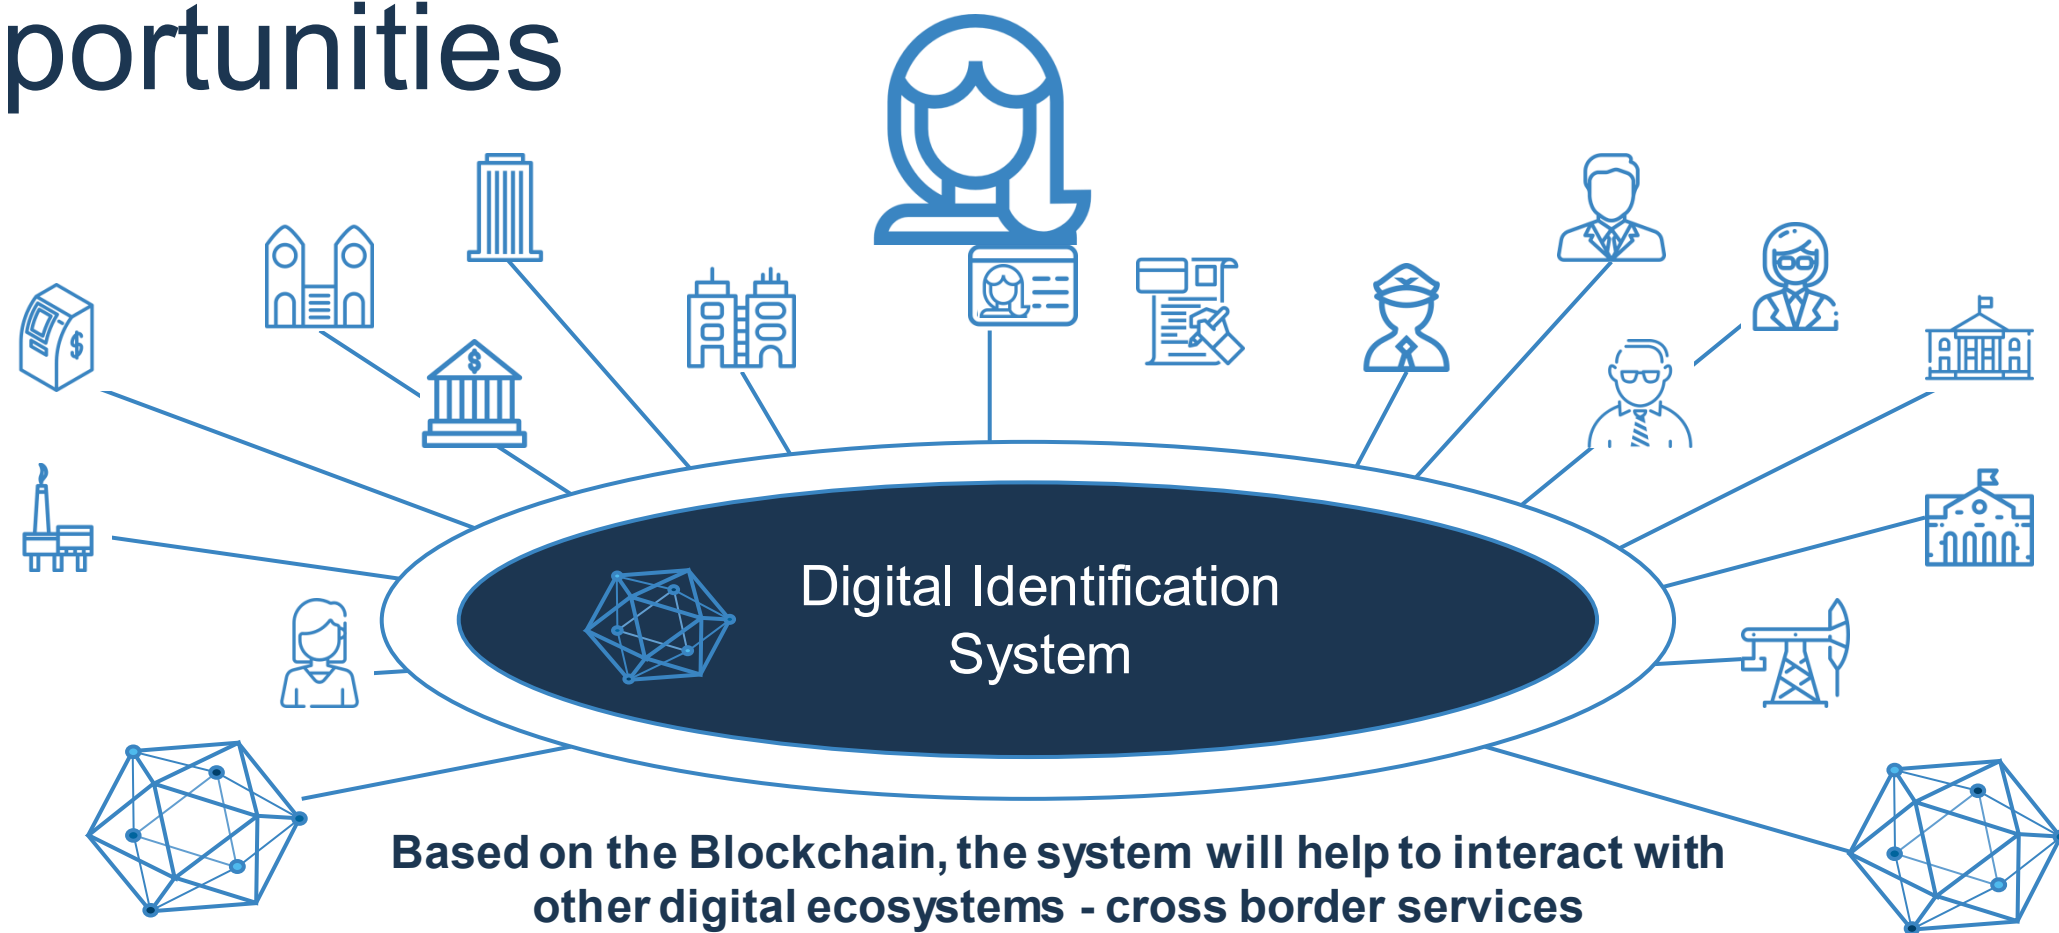 portunities
Digital Identification
System
Based on the Blockchain, the system will help to interact with
other digital ecosystems - cross border services